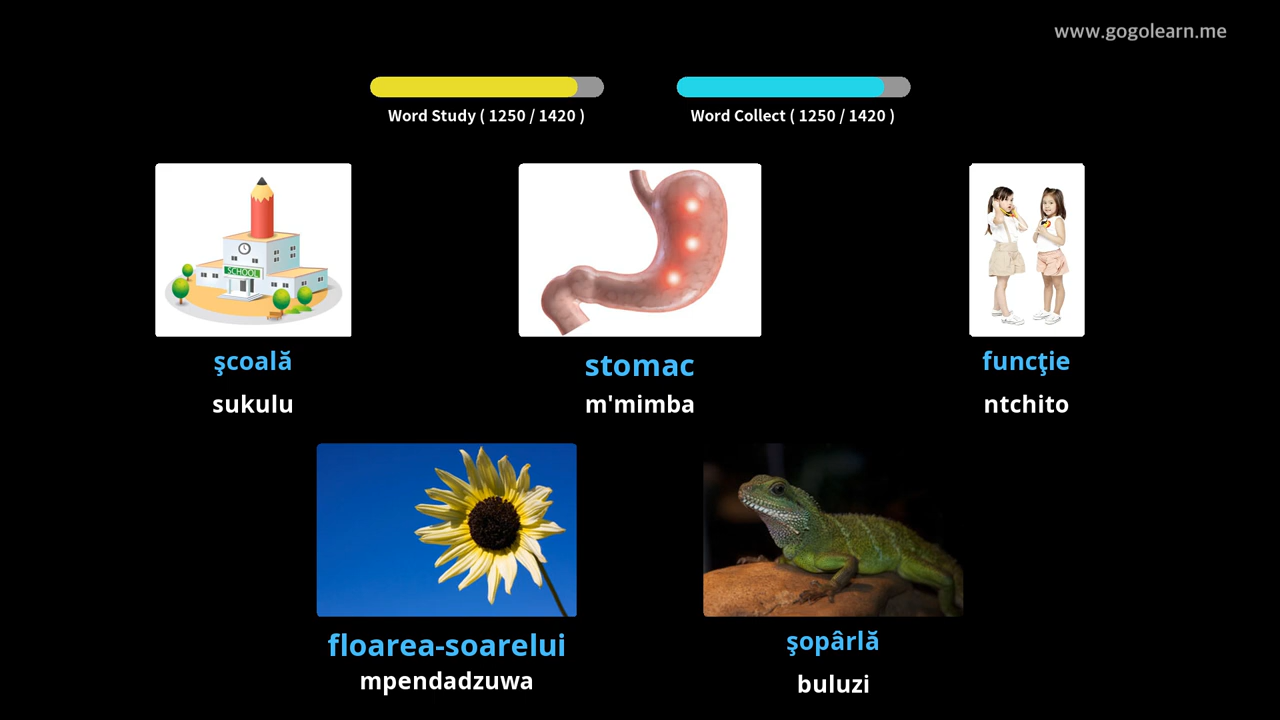 www.gogolearn.me
Word Study ( 1250 / 1420 )
Word Collect ( 1250 / 1420 )
SCHOOL
şcoală
stomac
funcţie
sukulu
m'mimba
ntchito
floarea-soarelui
şopârlă
mpendadzuwa
buluzi